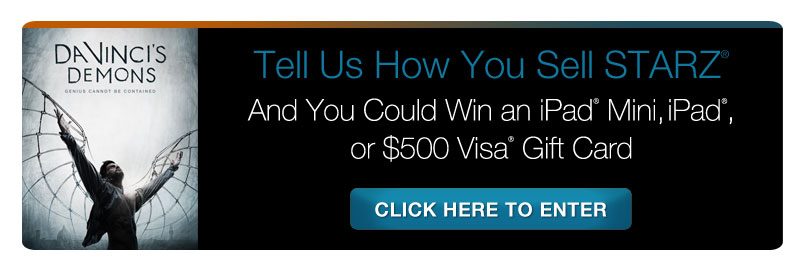 DAVINCI'S
DEMONS
GENIUS CANNOT BE CONTAINED
Tell Us How You Sell STARZ®
And You Could Win an iPad® Mini, iPad®,
or $500 Visa® Gift Card
CLICK HERE TO ENTER